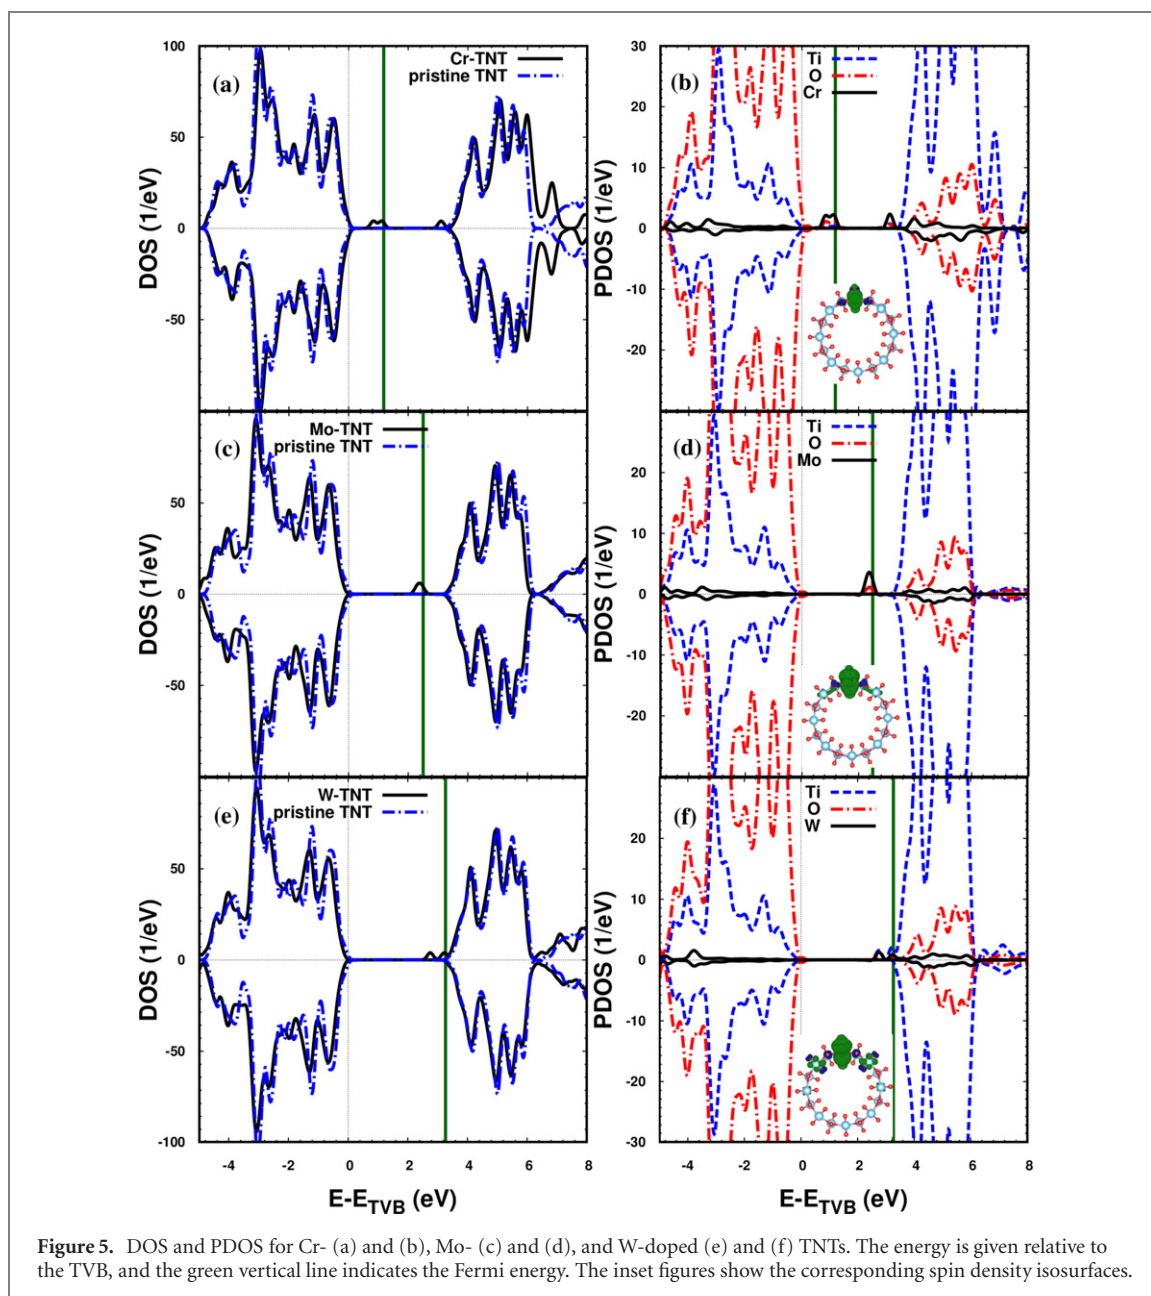 100
50
0
-50
DOS (1/eV)
(a)
Cr-TNT
pristine TNT
30
20
10
0
-10
-20
PDOS (1/eV)
(b)
Ti
O
Cr
50
0
-50
DOS (1/eV)
(c)
Mo-TNT
pristine TNT
20
10
0
-10
-20
PDOS (1/eV)
(d)
Ti
O
Mo
50
0
-50
-100
DOS (1/eV)
(e)
W-TNT
pristine TNT
20
10
0
-10
-20
-30
PDOS (1/eV)
(f)
Ti
O
W
-4 -2 0 2 4 6 8
E-E_TVB (eV)
-4 -2 0 2 4 6 8
E-E_TVB (eV)
Figure 5. DOS and PDOS for Cr- (a) and (b), Mo- (c) and (d), and W-doped (e) and (f) TNTs. The energy is given relative to
the TVB, and the green vertical line indicates the Fermi energy. The inset figures show the corresponding spin density isosurfaces.